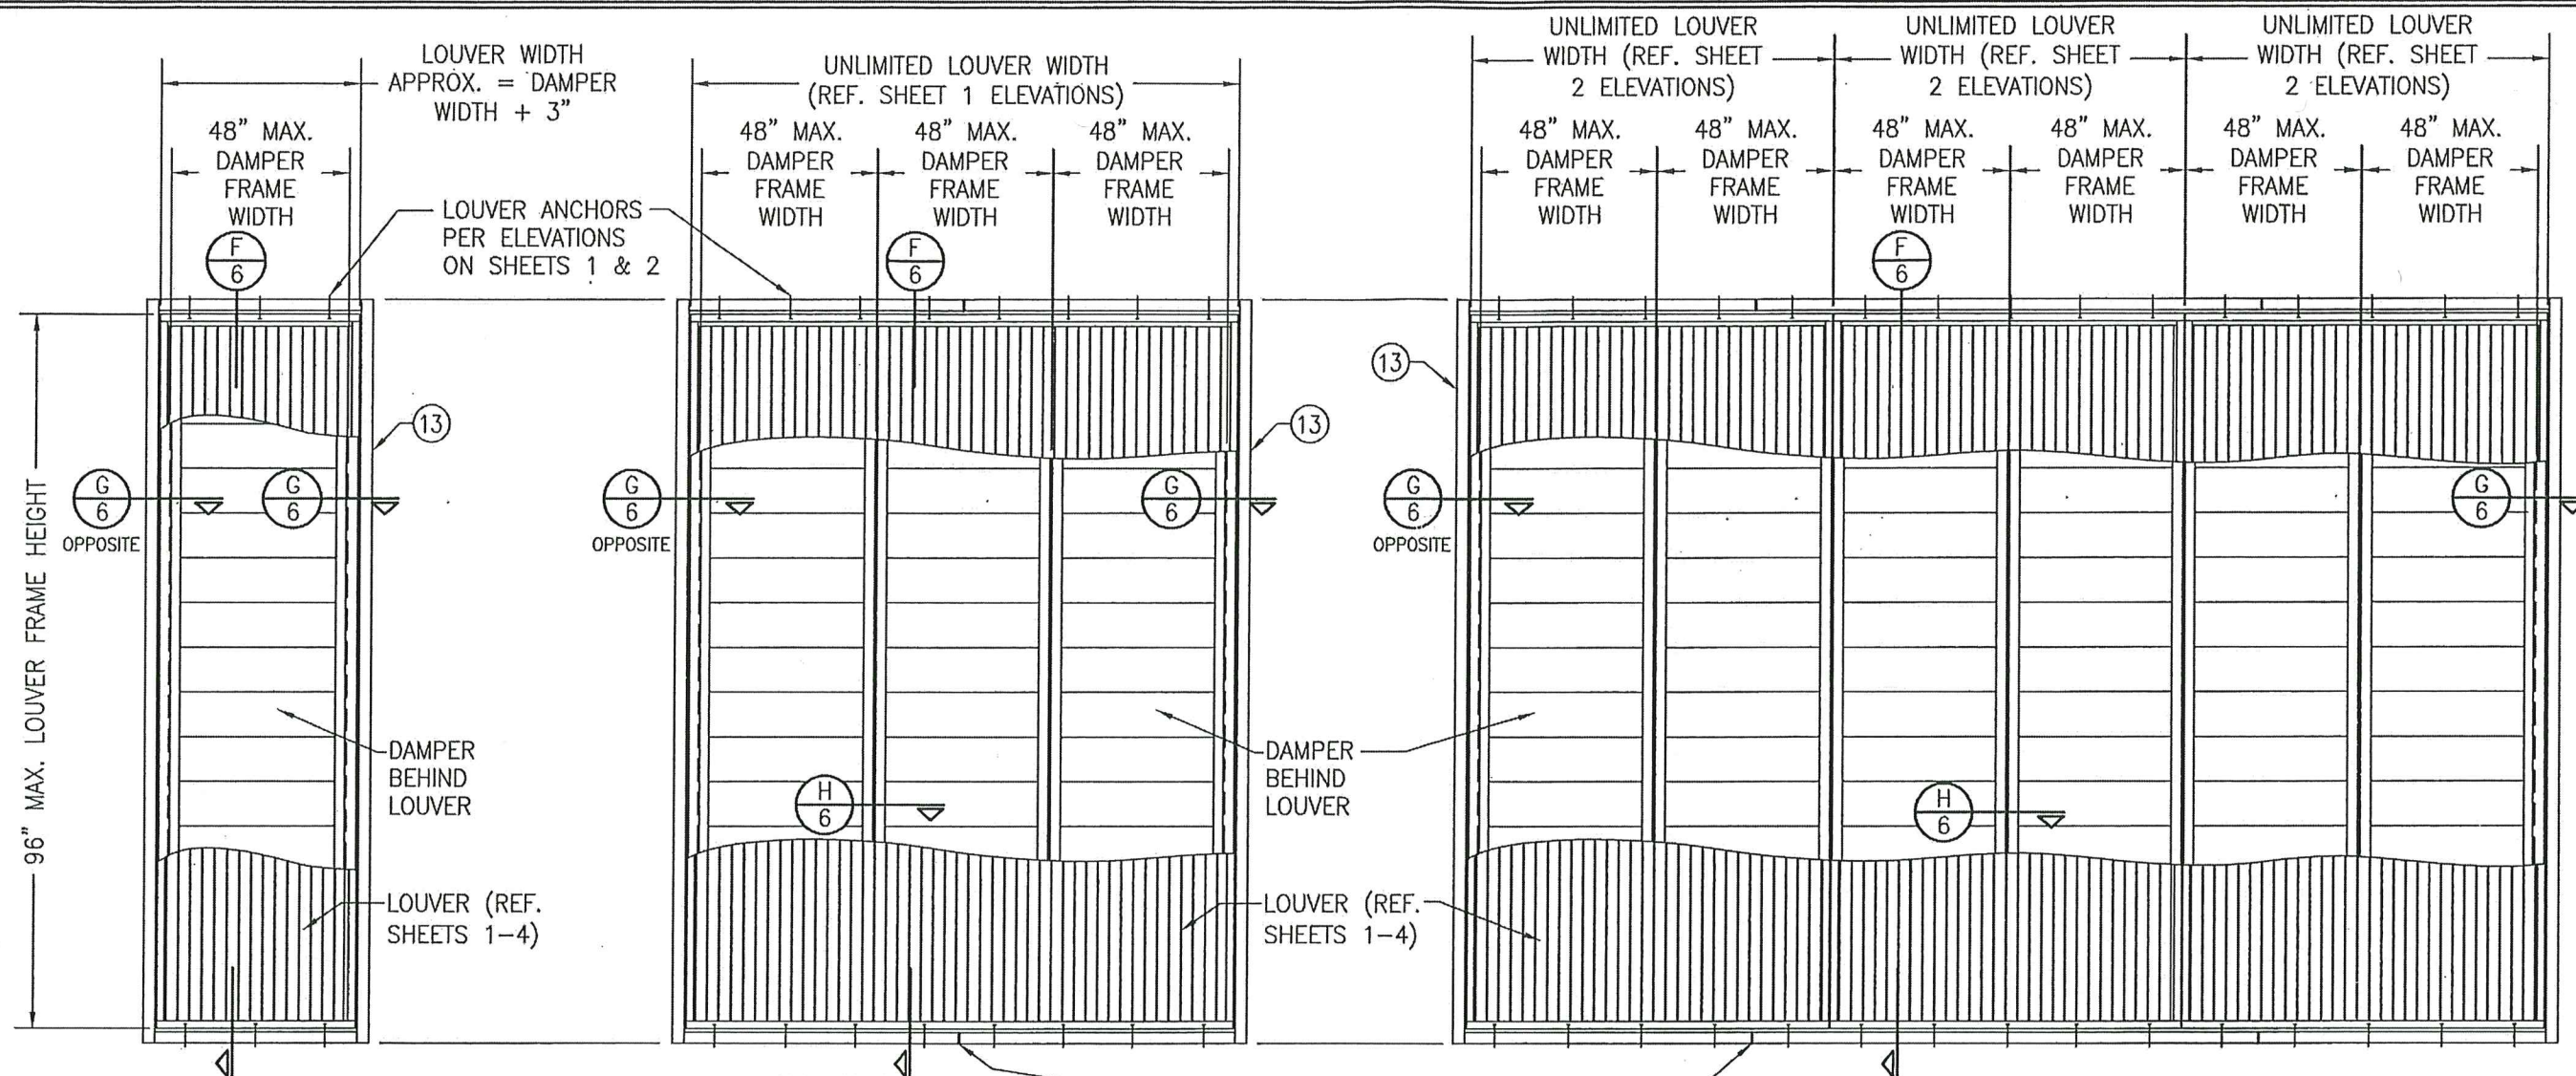 LOUVER WIDTH
APPROX. = DAMPER
WIDTH + 3"
48" MAX.
DAMPER
FRAME
WIDTH
LOUVER ANCHORS
PER ELEVATIONS
ON SHEETS 1 & 2
F
6
13
G
6
OPPOSITE
G
6
96" MAX. LOUVER FRAME HEIGHT
DAMPER
BEHIND
LOUVER
LOUVER (REF.
SHEETS 1-4)
UNLIMITED LOUVER WIDTH
(REF. SHEET 1 ELEVATIONS)
48" MAX.
DAMPER
FRAME
WIDTH
48" MAX.
DAMPER
FRAME
WIDTH
48" MAX.
DAMPER
FRAME
WIDTH
F
6
13
G
6
OPPOSITE
G
6
H
6
DAMPER
BEHIND
LOUVER
LOUVER (REF.
SHEETS 1-4)
UNLIMITED LOUVER
WIDTH (REF. SHEET
2 ELEVATIONS)
UNLIMITED LOUVER
WIDTH (REF. SHEET
2 ELEVATIONS)
UNLIMITED LOUVER
WIDTH (REF. SHEET
2 ELEVATIONS)
48" MAX.
DAMPER
FRAME
WIDTH
48" MAX.
DAMPER
FRAME
WIDTH
48" MAX.
DAMPER
FRAME
WIDTH
48" MAX.
DAMPER
FRAME
WIDTH
48" MAX.
DAMPER
FRAME
WIDTH
48" MAX.
DAMPER
FRAME
WIDTH
F
6
13
G
6
OPPOSITE
G
6
H
6